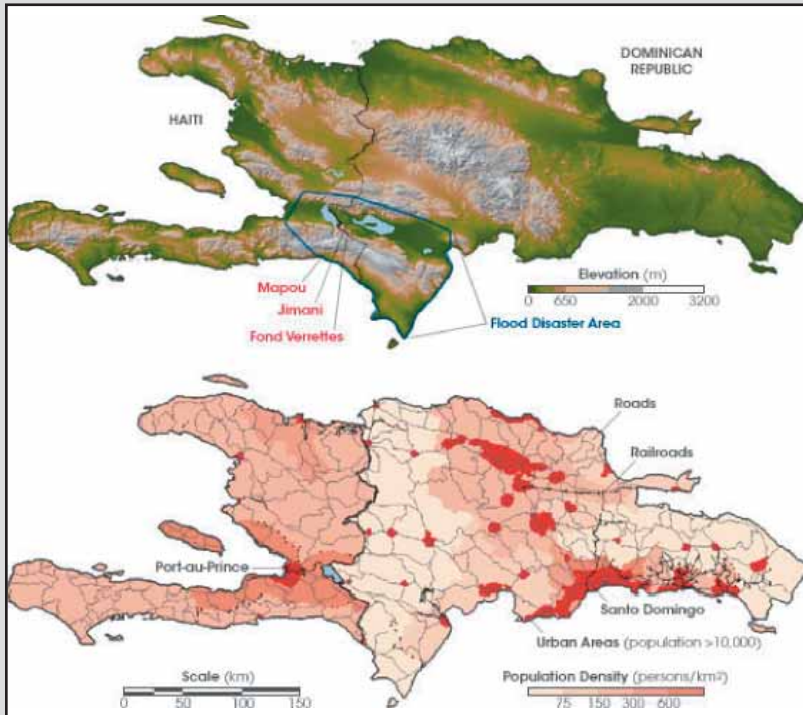 DOMINICAN
REPUBLIC
HAITI
Elevation (m)
0 650 2000 3200
Mapou
Jimani
Fond Verrettes
Flood Disaster Area
Roads
Railroads
Port-au-Prince
Santo Domingo
Urban Areas (population >10,000)
Scale (km)
0 50 100 150
Population Density (persons/km²)
75 150 300 600